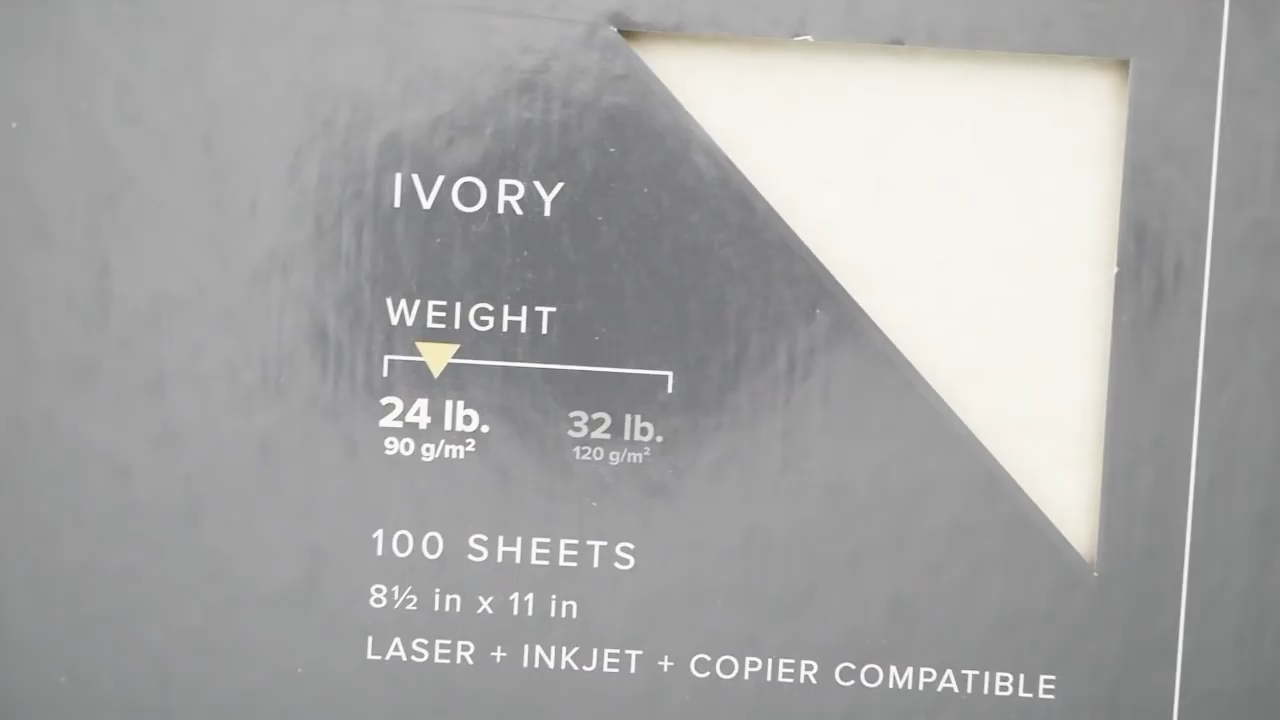 IVORY
WEIGHT
24 lb. 32 lb.
90 g/m² 120 g/m²
100 SHEETS
8½ in x 11 in
LASER + INKJET + COPIER COMPATIBLE